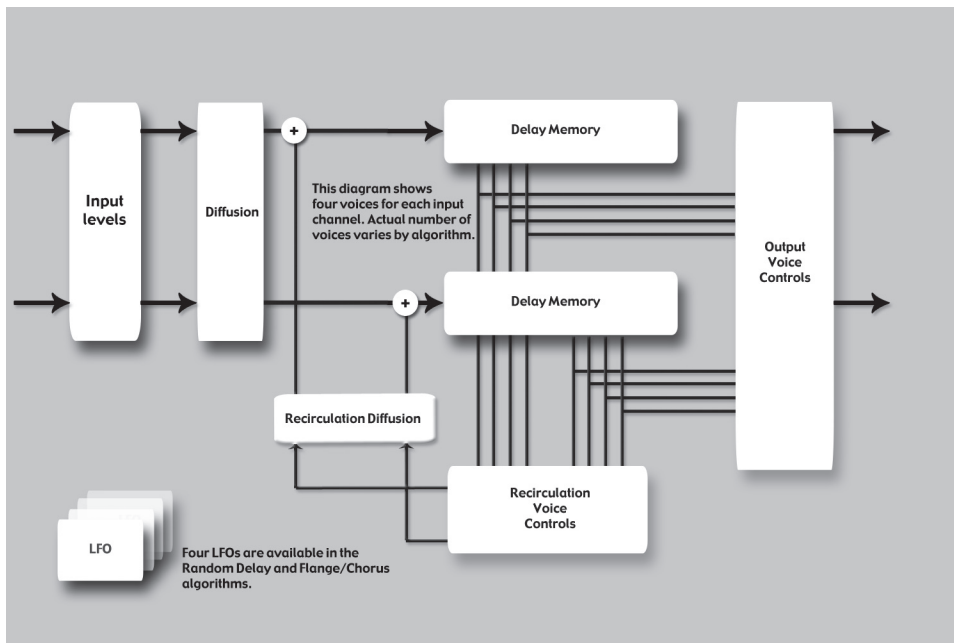 Delay Memory
+
Input
levels
Diffusion
This diagram shows
four voices for each input
channel. Actual number of
voices varies by algorithm.
Output
Voice
Controls
Delay Memory
+
Recirculation Diffusion
Recirculation
Voice
Controls
LFO
Four LFOs are available in the
Random Delay and Flange/Chorus
algorithms.